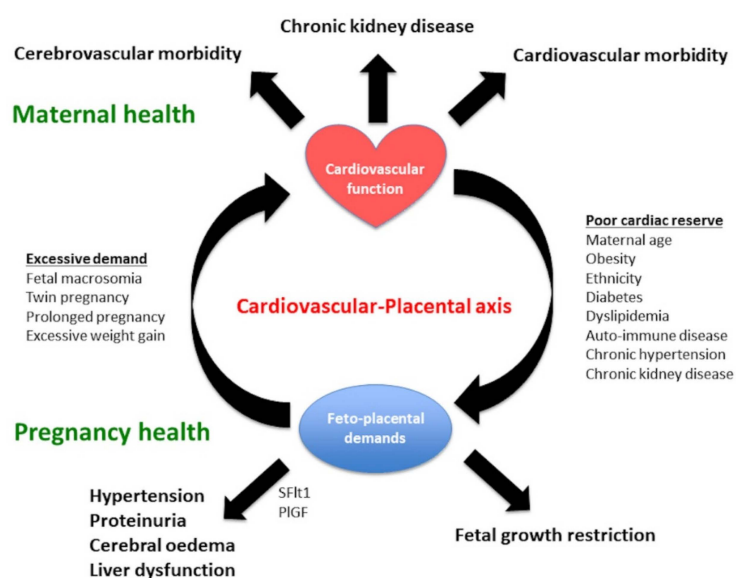 Chronic kidney disease
Cerebrovascular morbidity
Cardiovascular morbidity
Maternal health
Cardiovascular
function
Poor cardiac reserve
Maternal age
Obesity
Ethnicity
Diabetes
Dyslipidemia
Auto-immune disease
Chronic hypertension
Chronic kidney disease
Excessive demand
Fetal macrosomia
Twin pregnancy
Prolonged pregnancy
Excessive weight gain
Cardiovascular-Placental axis
Pregnancy health
Feto-placental
demands
SFlt1
PlGF
Hypertension
Proteinuria
Cerebral oedema
Liver dysfunction
Fetal growth restriction